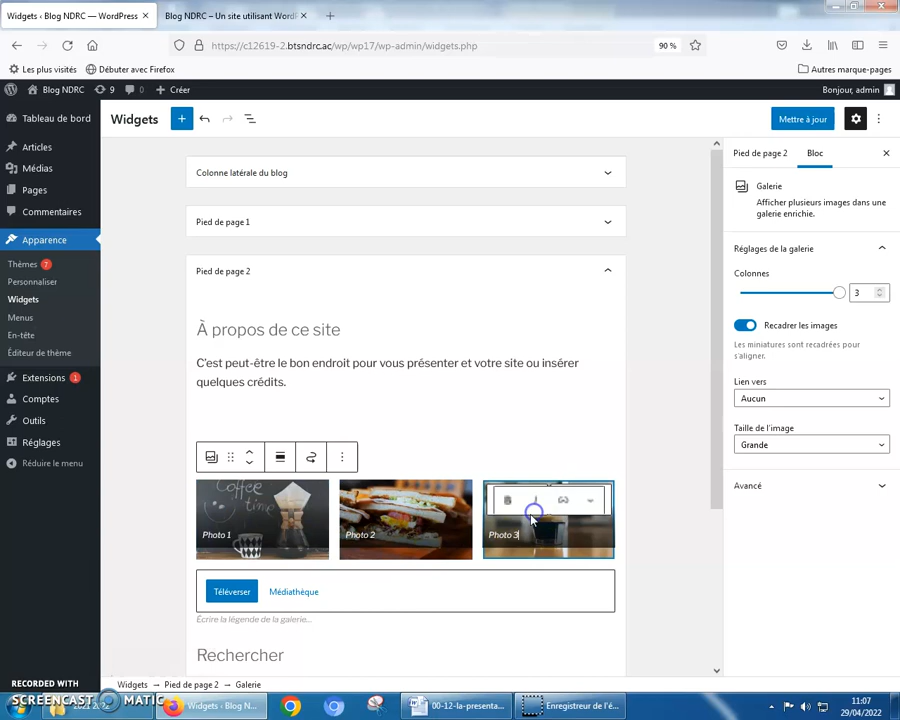 Widgets ‹ Blog NDRC — WordPress
Blog NDRC – Un site utilisant WordPr
https://c12619-2.btsndrc.ac/wp/wp17/wp-admin/widgets.php
90 %
Les plus visités
Débuter avec Firefox
Autres marque-pages
Blog NDRC
9
Créer
Bonjour, admin
Tableau de bord
Articles
Médias
Pages
Commentaires
Apparence
Thèmes 7
Personnaliser
Widgets
Menus
En-tête
Éditeur de thème
Extensions 1
Comptes
Outils
Réglages
Réduire le menu
Widgets
Mettre à jour
Colonne latérale du blog
Pied de page 1
Pied de page 2
À propos de ce site
C'est peut-être le bon endroit pour vous présenter et votre site ou insérer
quelques crédits.
Coffee
time
Photo 1
Photo 2
Photo 3
Téléverser
Médiathèque
Écrire la légende de la galerie...
Rechercher
Pied de page 2
Bloc
Galerie
Afficher plusieurs images dans une
galerie enrichie.
Réglages de la galerie
Colonnes
3
Recadrer les images
Les miniatures sont recadrées pour
s'aligner.
Lien vers
Aucun
Taille de l'image
Grande
Avancé
Widgets → Pied de page 2 → Galerie
RECORDED WITH
SCREENCAST MATIC
Widgets ‹ Blog N...
00-12-la-presenta...
Enregistreur de l'é...
11:07
29/04/2022